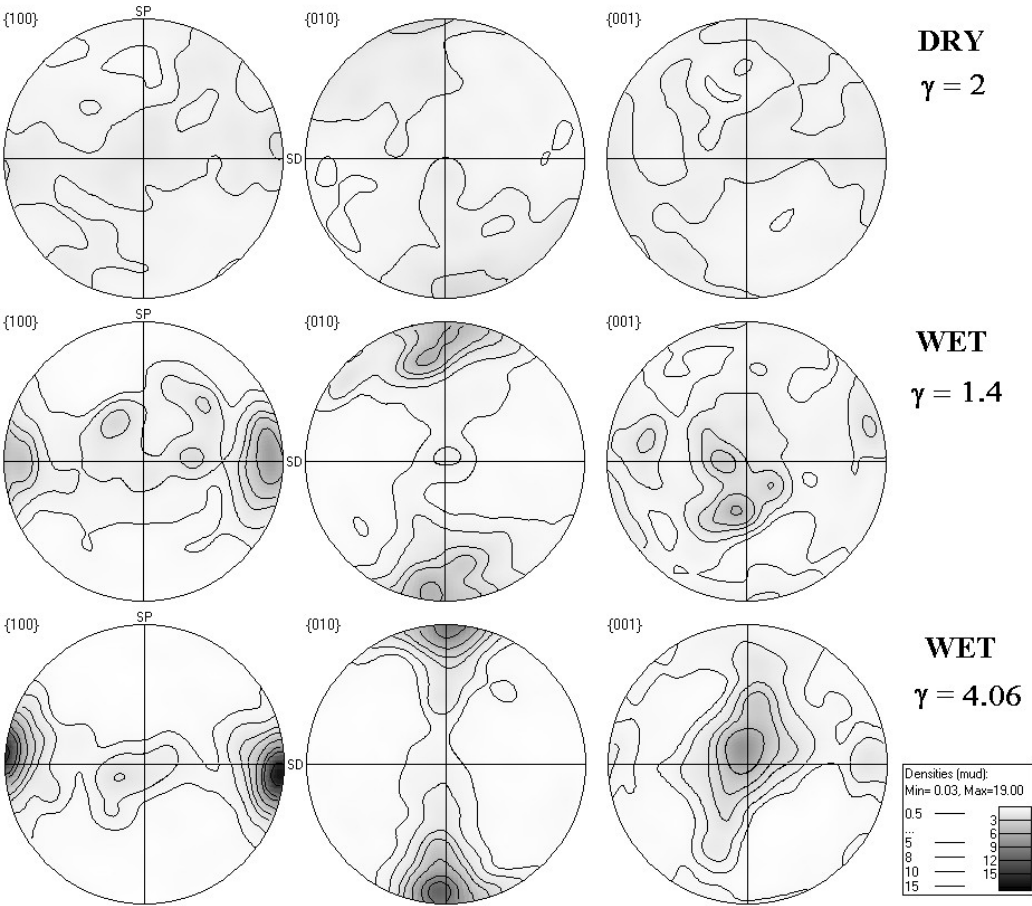 {100}
SP
{010}
{001}
DRY
γ = 2
SD
{100}
SP
{010}
{001}
WET
γ = 1.4
SD
{100}
SP
{010}
{001}
WET
γ = 4.06
SD
Densities (mud):
Min= 0.03, Max=19.00
0.5
...
5
8
10
15
3
6
9
12
15